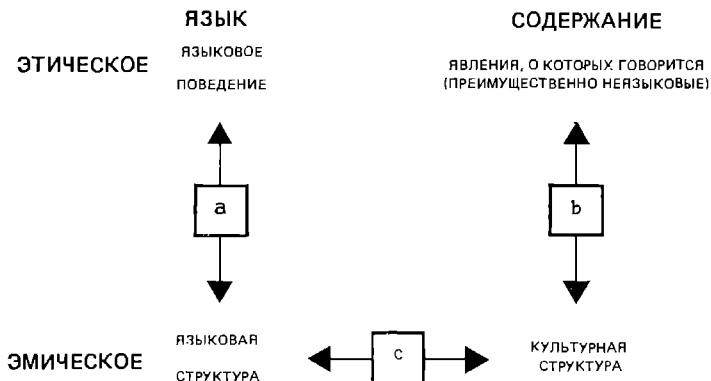 ЯЗЫК
СОДЕРЖАНИЕ
ЭТИЧЕСКОЕ
ЯЗЫКОВОЕ
ПОВЕДЕНИЕ
ЯВЛЕНИЯ, О КОТОРЫХ ГОВОРИТСЯ
(ПРЕИМУЩЕСТВЕННО НЕЯЗЫКОВЫЕ)
a
b
ЭМИЧЕСКОЕ
ЯЗЫКОВАЯ
СТРУКТУРА
c
КУЛЬТУРНАЯ
СТРУКТУРА